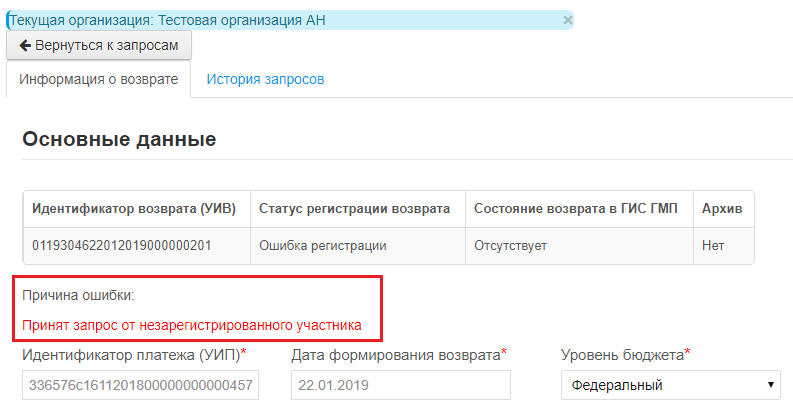 Текущая организация: Тестовая организация АН ×
Вернуться к запросам
Информация о возврате История запросов
Основные данные
Идентификатор возврата (УИВ) Статус регистрации возврата Состояние возврата в ГИС ГМП Архив
0119304622012019000000201 Ошибка регистрации Отсутствует Нет
Причина ошибки:
Принят запрос от незарегистрированного участника
Идентификатор платежа (УИП)* Дата формирования возврата* Уровень бюджета*
336576c1611201800000000000457 22.01.2019 Федеральный